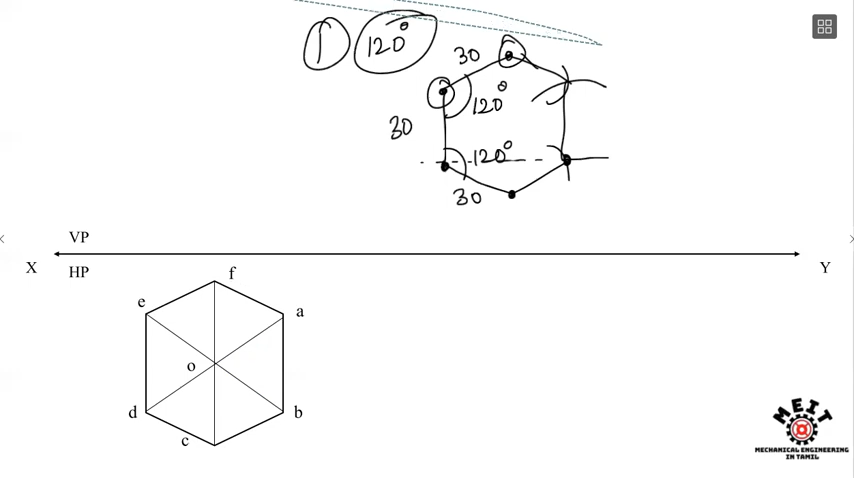 1 120°
30
120°
30
120°
30
VP
X Y
HP
f
e a
o
d b
c
MEIT
MECHANICAL ENGINEERING
IN TAMIL